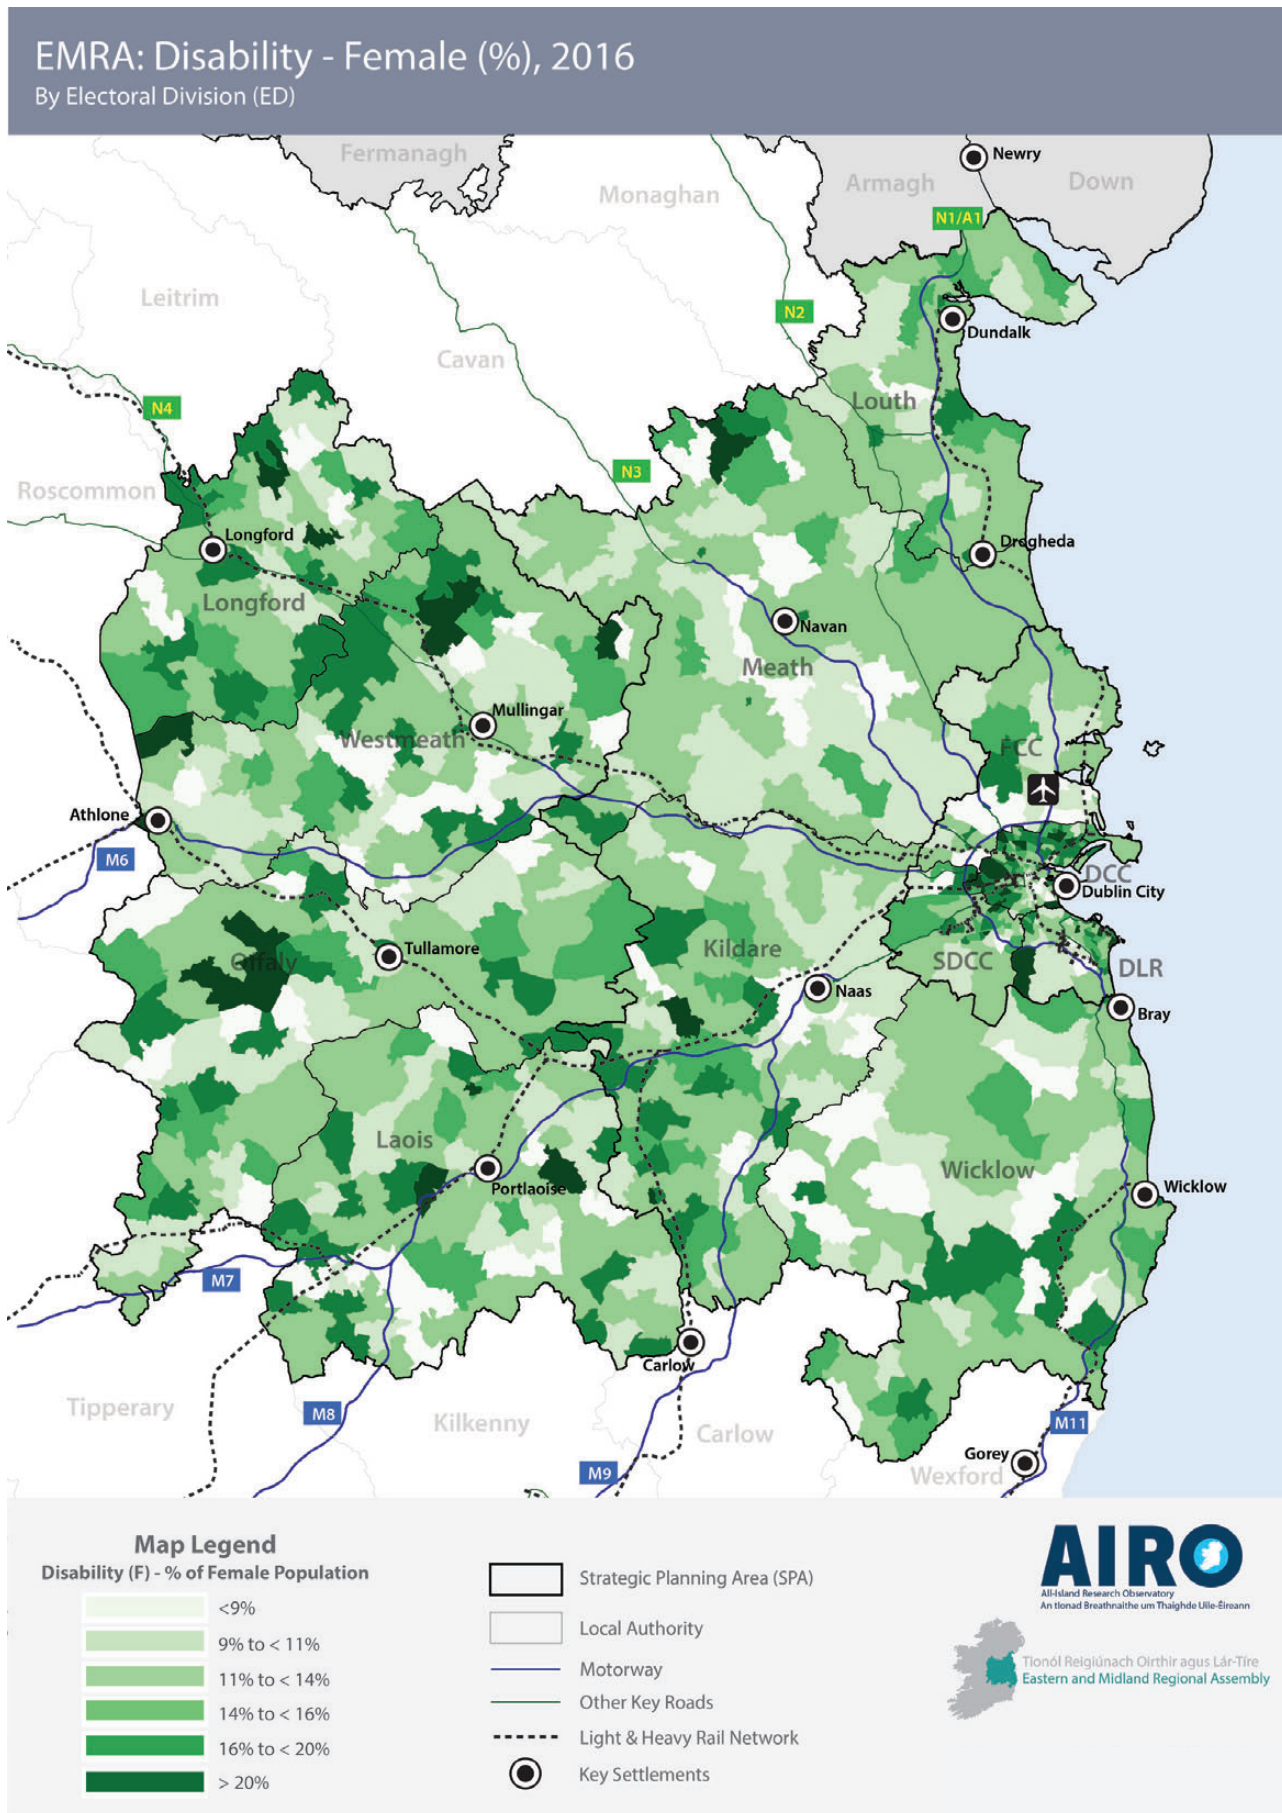 EMRA: Disability - Female (%), 2016
By Electoral Division (ED)
Fermanagh
Monaghan
Armagh
Newry
Down
N1/A1
Leitrim
N2
Dundalk
Cavan
N4
Louth
N3
Roscommon
Longford
Drogheda
Longford
Navan
Meath
Mullingar
Westmeath
FCC
Athlone
M6
DCC
Dublin City
Offaly
Tullamore
Kildare
SDCC
DLR
Naas
Bray
Laois
Portlaoise
Wicklow
Wicklow
M7
Carlow
Tipperary
M8
Kilkenny
Carlow
M11
Gorey
Wexford
M9
Map Legend
Disability (F) - % of Female Population
<9%
9% to < 11%
11% to < 14%
14% to < 16%
16% to < 20%
> 20%
Strategic Planning Area (SPA)
Local Authority
Motorway
Other Key Roads
Light & Heavy Rail Network
Key Settlements
AIRO
All-Island Research Observatory
An tIonad Breathnaithe um Thaighde Uile-Éireann
Tionól Reigiúnach Oirthir agus Lár-Tíre
Eastern and Midland Regional Assembly